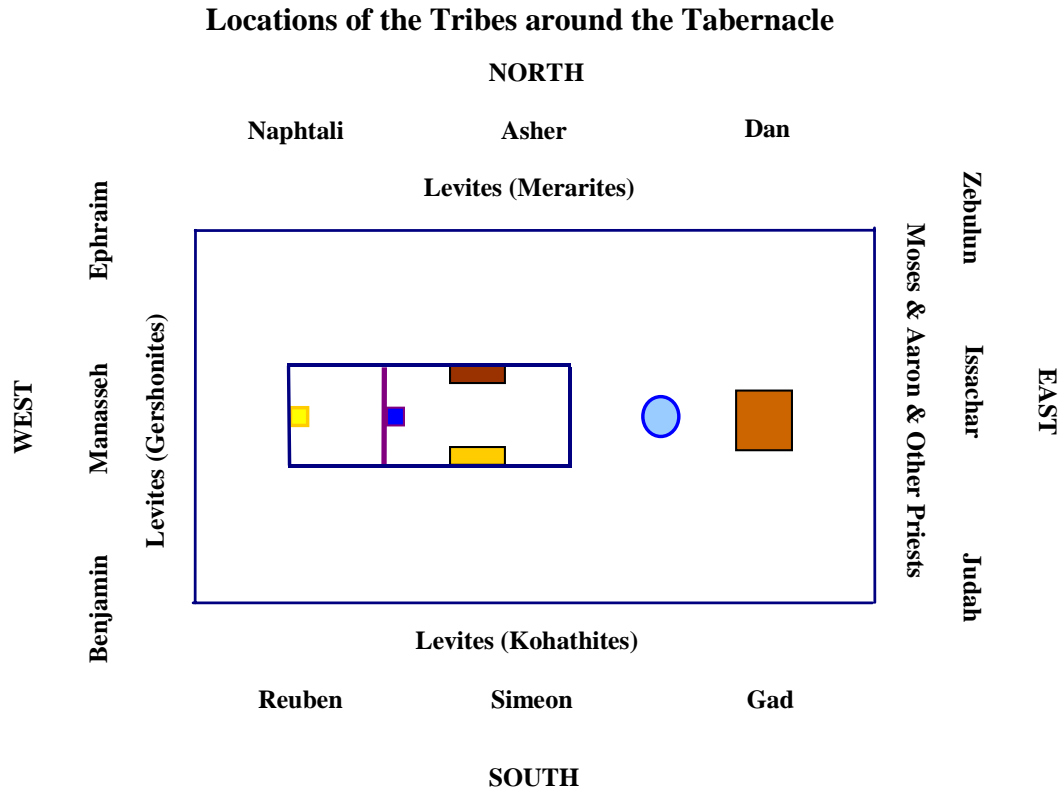 Locations of the Tribes around the Tabernacle
NORTH
Naphtali
Asher
Dan
Levites (Merarites)
WEST
Ephraim
Manasseh
Benjamin
Levites (Gershonites)
Moses & Aaron & Other Priests
Zebulun
Issachar
Judah
EAST
Levites (Kohathites)
Reuben
Simeon
Gad
SOUTH